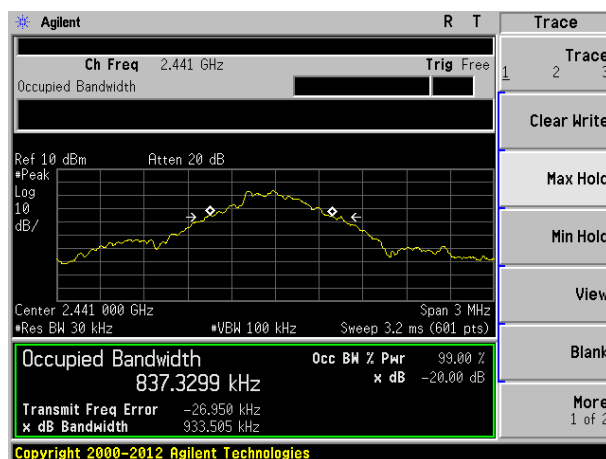 Agilent R T Trace
Ch Freq 2.441 GHz Trig Free
Occupied Bandwidth
Trace
1 2 3
Clear Write
Max Hold
Min Hold
View
Blank
More
1 of 2
Ref 10 dBm Atten 20 dB
#Peak
Log
10
dB/
Center 2.441 000 GHz Span 3 MHz
#Res BW 30 kHz #VBW 100 kHz Sweep 3.2 ms (601 pts)
Occupied Bandwidth Occ BW % Pwr 99.00 %
837.3299 kHz x dB -20.00 dB
Transmit Freq Error -26.950 kHz
x dB Bandwidth 933.505 kHz
Copyright 2000-2012 Agilent Technologies